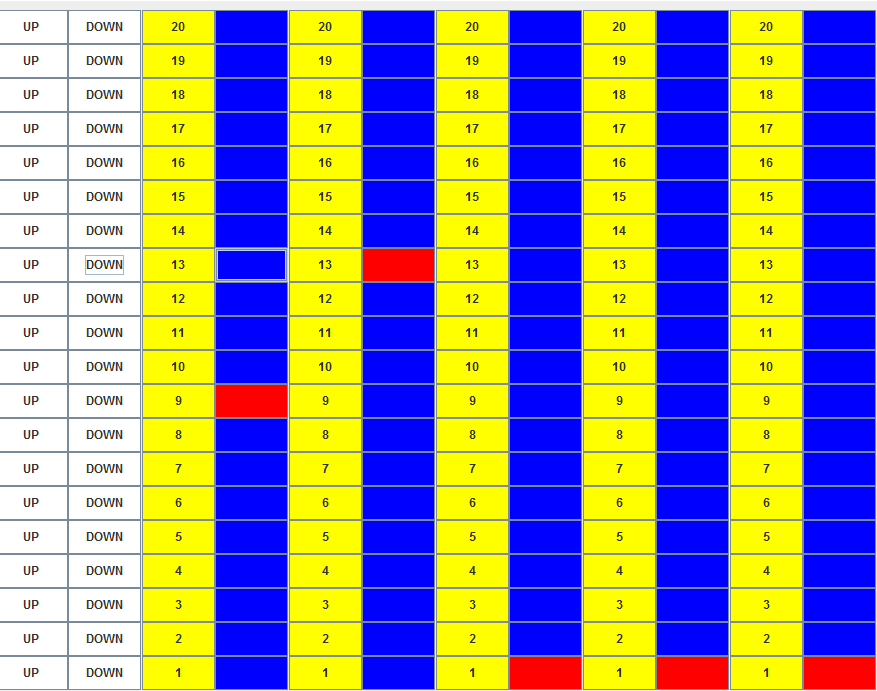 UP DOWN 20 20 20 20 20
UP DOWN 19 19 19 19 19
UP DOWN 18 18 18 18 18
UP DOWN 17 17 17 17 17
UP DOWN 16 16 16 16 16
UP DOWN 15 15 15 15 15
UP DOWN 14 14 14 14 14
UP DOWN 13 13 13 13 13
UP DOWN 12 12 12 12 12
UP DOWN 11 11 11 11 11
UP DOWN 10 10 10 10 10
UP DOWN 9 9 9 9 9
UP DOWN 8 8 8 8 8
UP DOWN 7 7 7 7 7
UP DOWN 6 6 6 6 6
UP DOWN 5 5 5 5 5
UP DOWN 4 4 4 4 4
UP DOWN 3 3 3 3 3
UP DOWN 2 2 2 2 2
UP DOWN 1 1 1 1 1